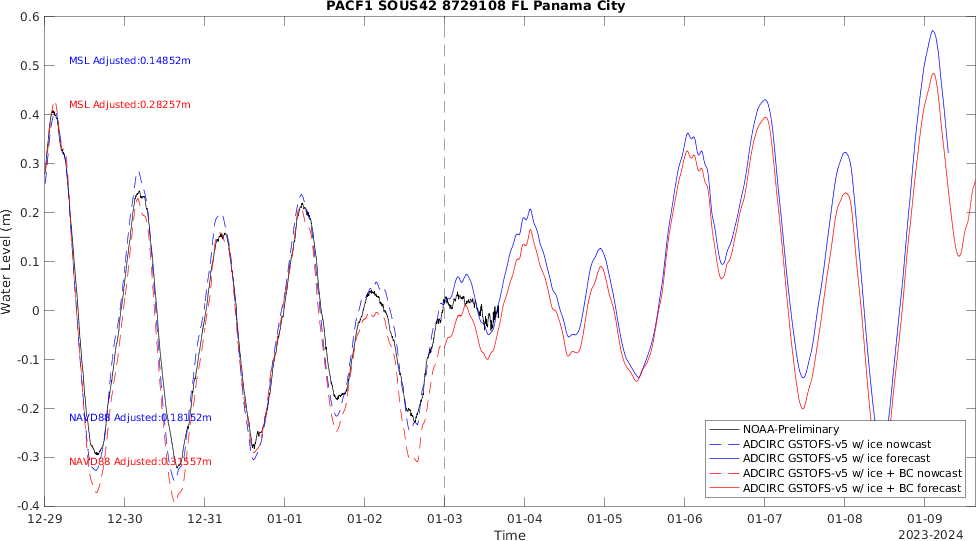 PACF1 SOUS42 8729108 FL Panama City
0.6
0.5
0.4
0.3
0.2
0.1
0
-0.1
-0.2
-0.3
-0.4
Water Level (m)
MSL Adjusted:0.14852m
MSL Adjusted:0.28257m
NAVD88 Adjusted:0.18152m
NAVD88 Adjusted:0.31557m
NOAA-Preliminary
ADCIRC GSTOFS-v5 w/ ice nowcast
ADCIRC GSTOFS-v5 w/ ice forecast
ADCIRC GSTOFS-v5 w/ ice + BC nowcast
ADCIRC GSTOFS-v5 w/ ice + BC forecast
12-29 12-30 12-31 01-01 01-02 01-03 01-04 01-05 01-06 01-07 01-08 01-09
2023-2024
Time